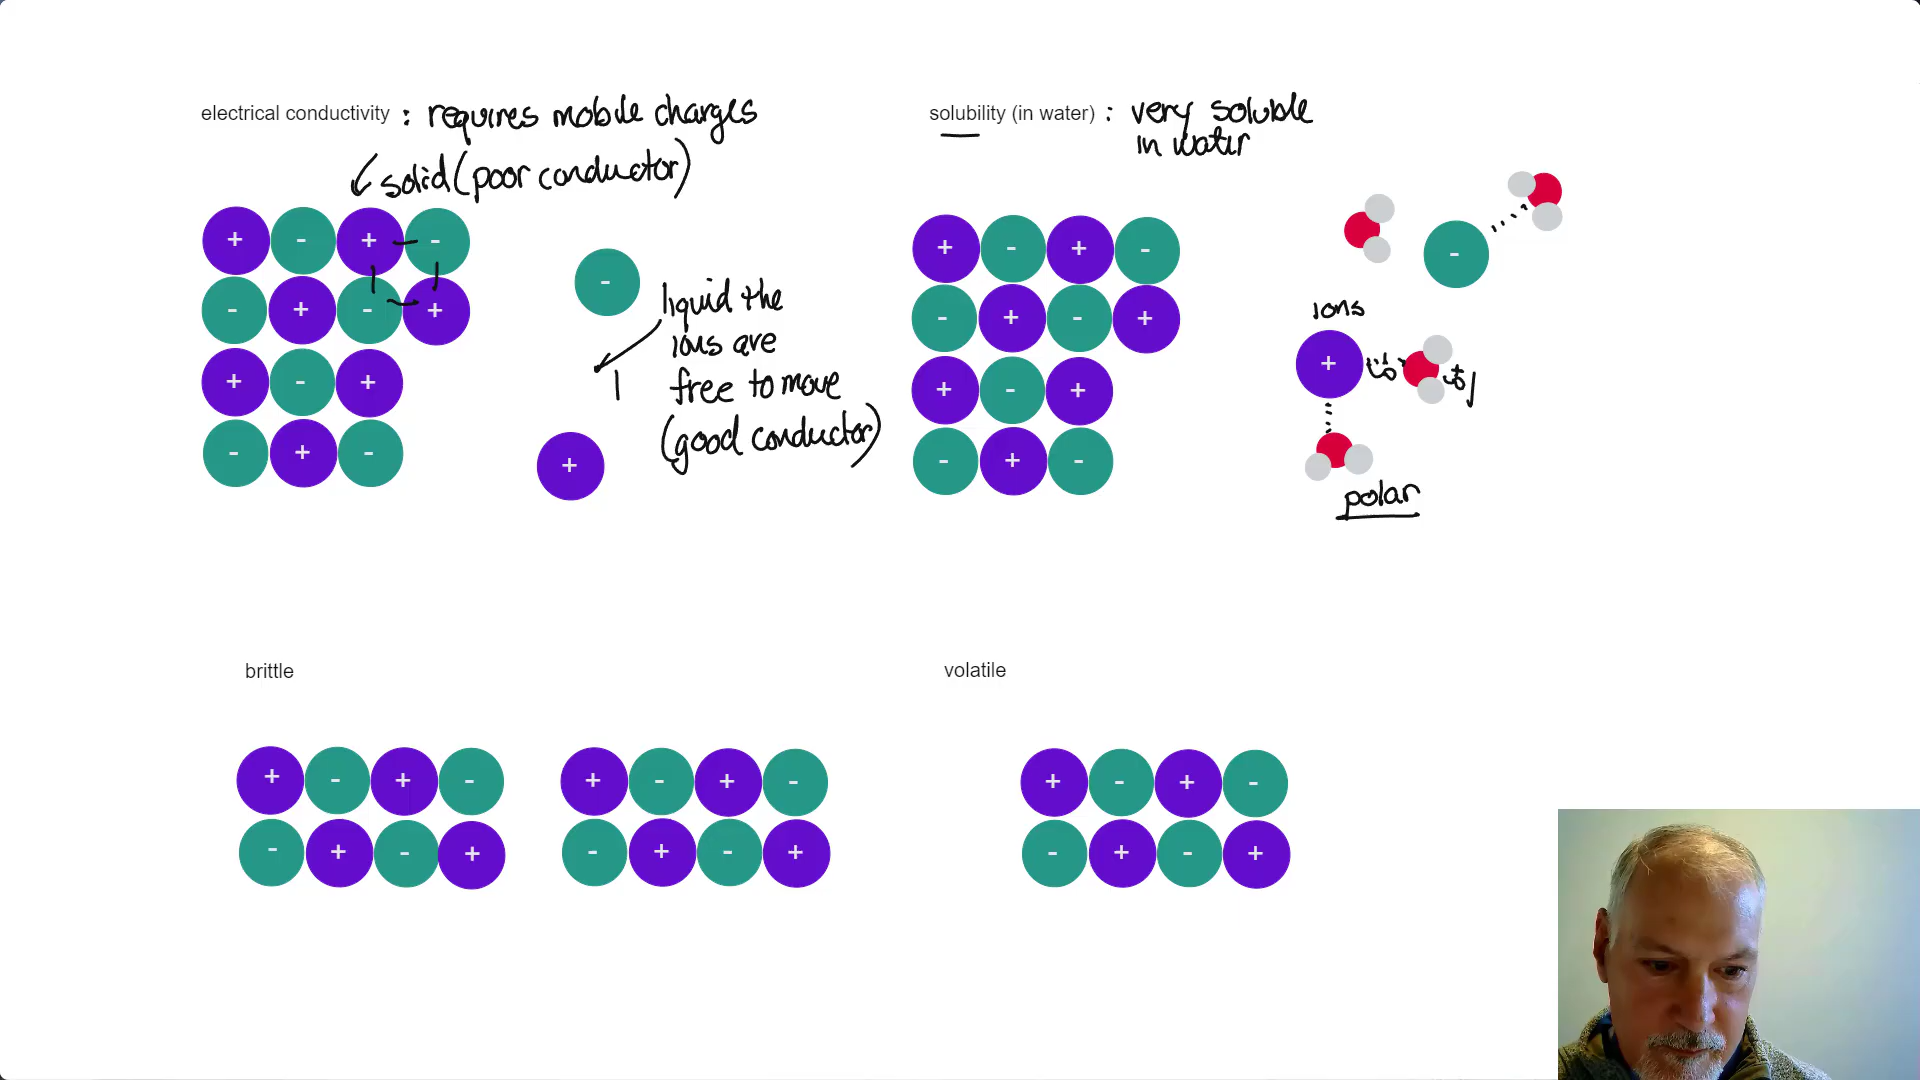 electrical conductivity : requires mobile charges
solid (poor conductor)
+ - + -
- + - +
+ - +
- + -
-
+
liquid the
ions are
free to move
(good conductor)
solubility (in water) : very soluble
in water
+ - + -
- + - +
+ - +
- + -
-
ions
+
δ- δ+
polar
brittle
+ - + -
- + - +
+ - + -
- + - +
volatile
+ - + -
- + - +